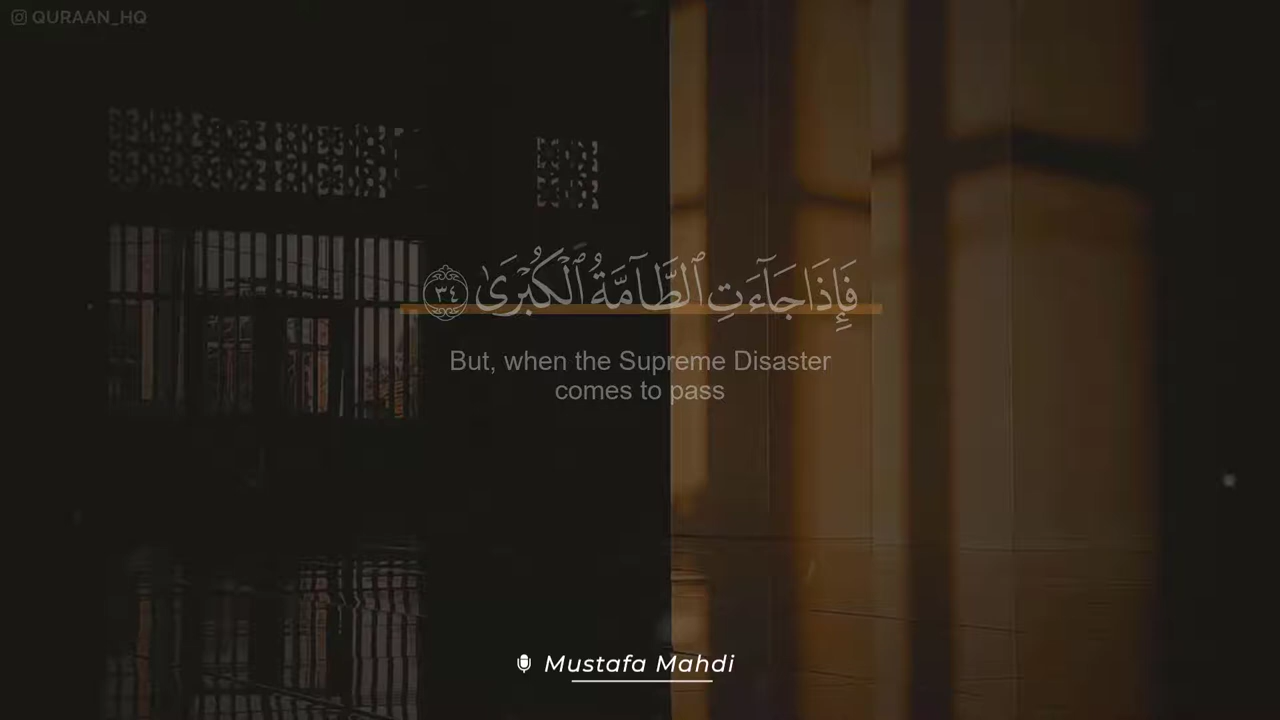 QURAAN_HQ
فَإِذَا جَآءَتِ ٱلطَّآمَّةُ ٱلْكُبْرَىٰ ٣٤
But, when the Supreme Disaster
comes to pass
Mustafa Mahdi